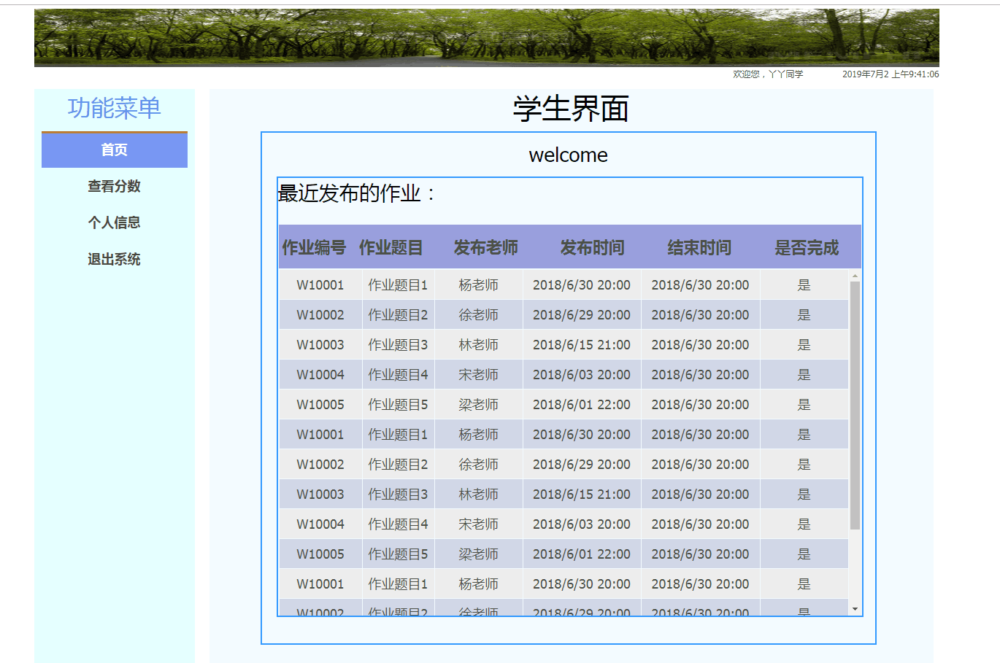 欢迎您，丫丫同学 2019年7月2 上午9:41:06
功能菜单
首页
查看分数
个人信息
退出系统
学生界面
welcome
最近发布的作业：
作业编号 作业题目 发布老师 发布时间 结束时间 是否完成
W10001 作业题目1 杨老师 2018/6/30 20:00 2018/6/30 20:00 是
W10002 作业题目2 徐老师 2018/6/29 20:00 2018/6/30 20:00 是
W10003 作业题目3 林老师 2018/6/15 21:00 2018/6/30 20:00 是
W10004 作业题目4 宋老师 2018/6/03 20:00 2018/6/30 20:00 是
W10005 作业题目5 梁老师 2018/6/01 22:00 2018/6/30 20:00 是
W10001 作业题目1 杨老师 2018/6/30 20:00 2018/6/30 20:00 是
W10002 作业题目2 徐老师 2018/6/29 20:00 2018/6/30 20:00 是
W10003 作业题目3 林老师 2018/6/15 21:00 2018/6/30 20:00 是
W10004 作业题目4 宋老师 2018/6/03 20:00 2018/6/30 20:00 是
W10005 作业题目5 梁老师 2018/6/01 22:00 2018/6/30 20:00 是
W10001 作业题目1 杨老师 2018/6/30 20:00 2018/6/30 20:00 是
W10002 作业题目2 徐老师 2018/6/29 20:00 2018/6/30 20:00 是